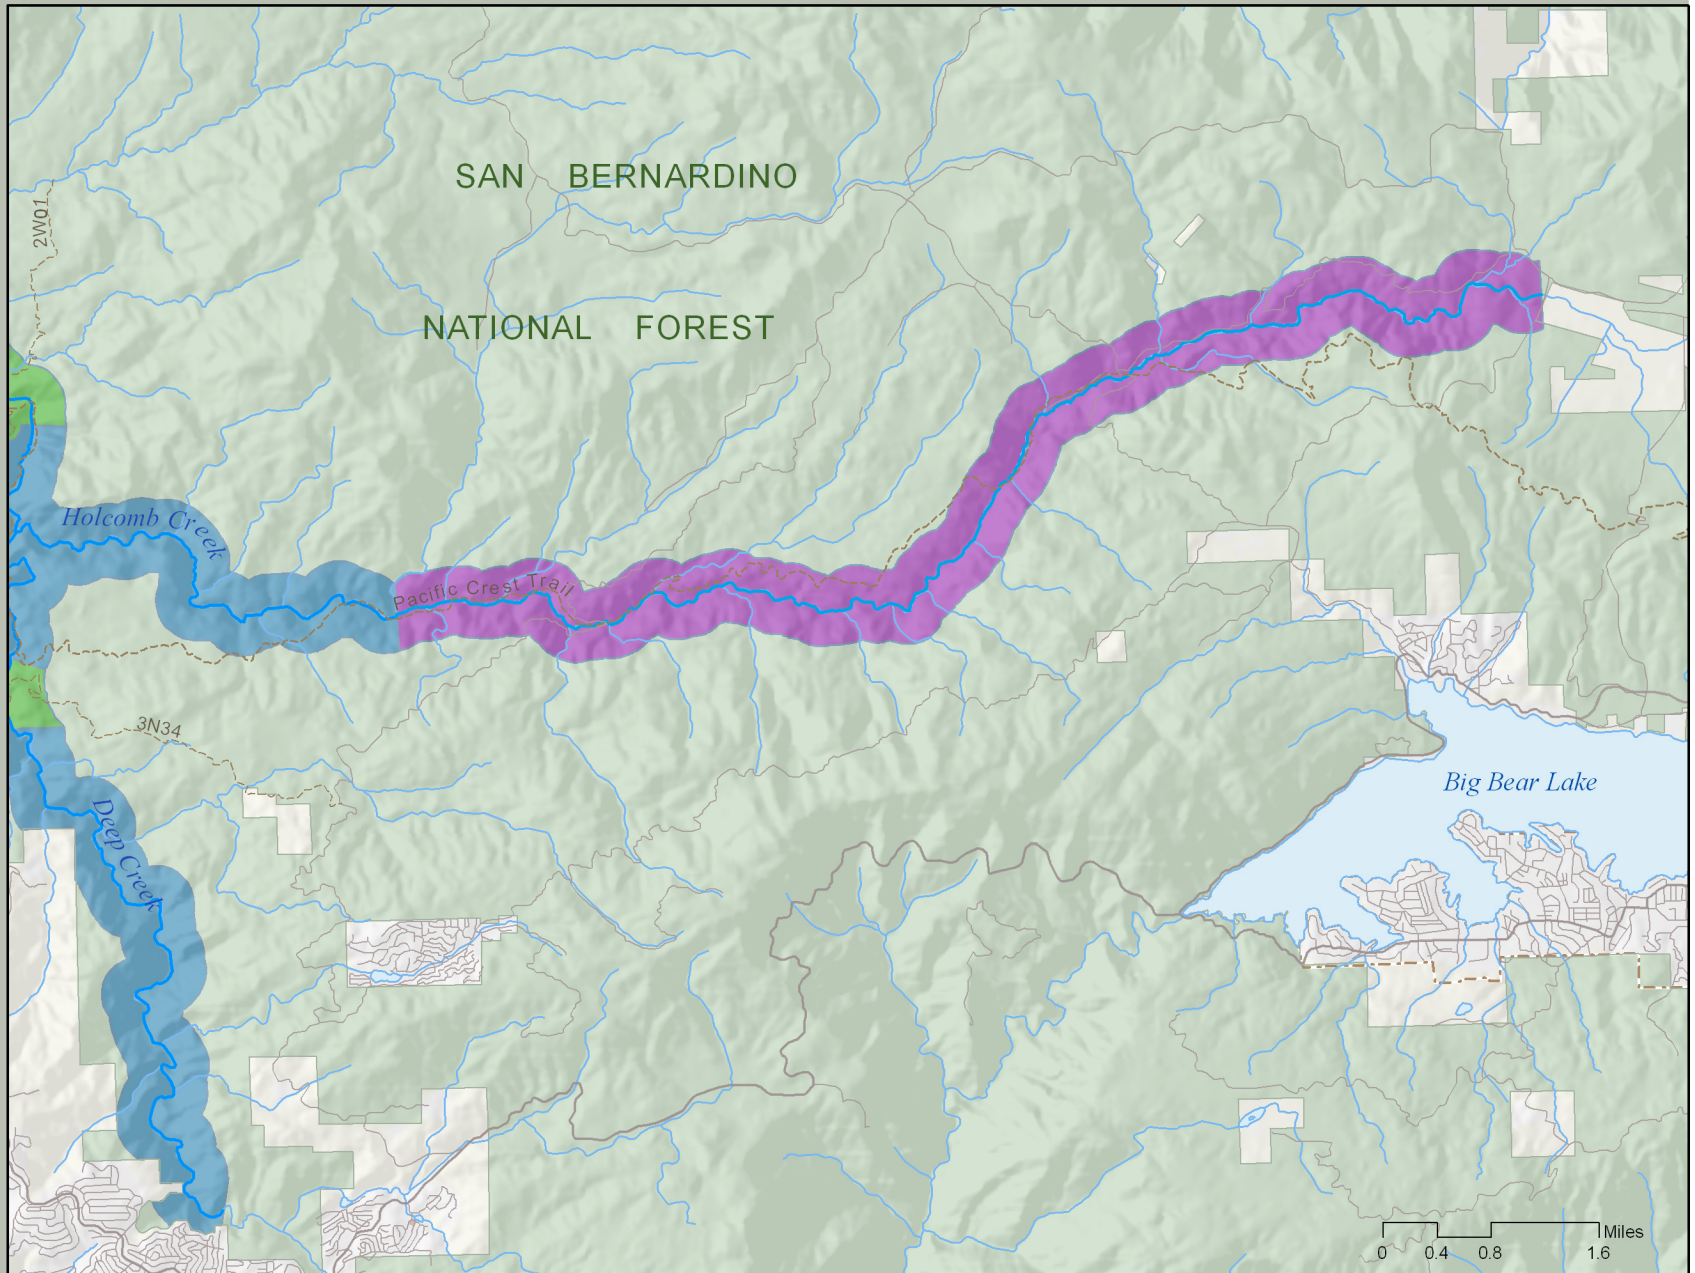 SAN BERNARDINO
2W01
NATIONAL FOREST
Holcomb Creek
Pacific Crest Trail
3N34
Big Bear Lake
Deep Creek
Miles
0 0.4 0.8 1.6